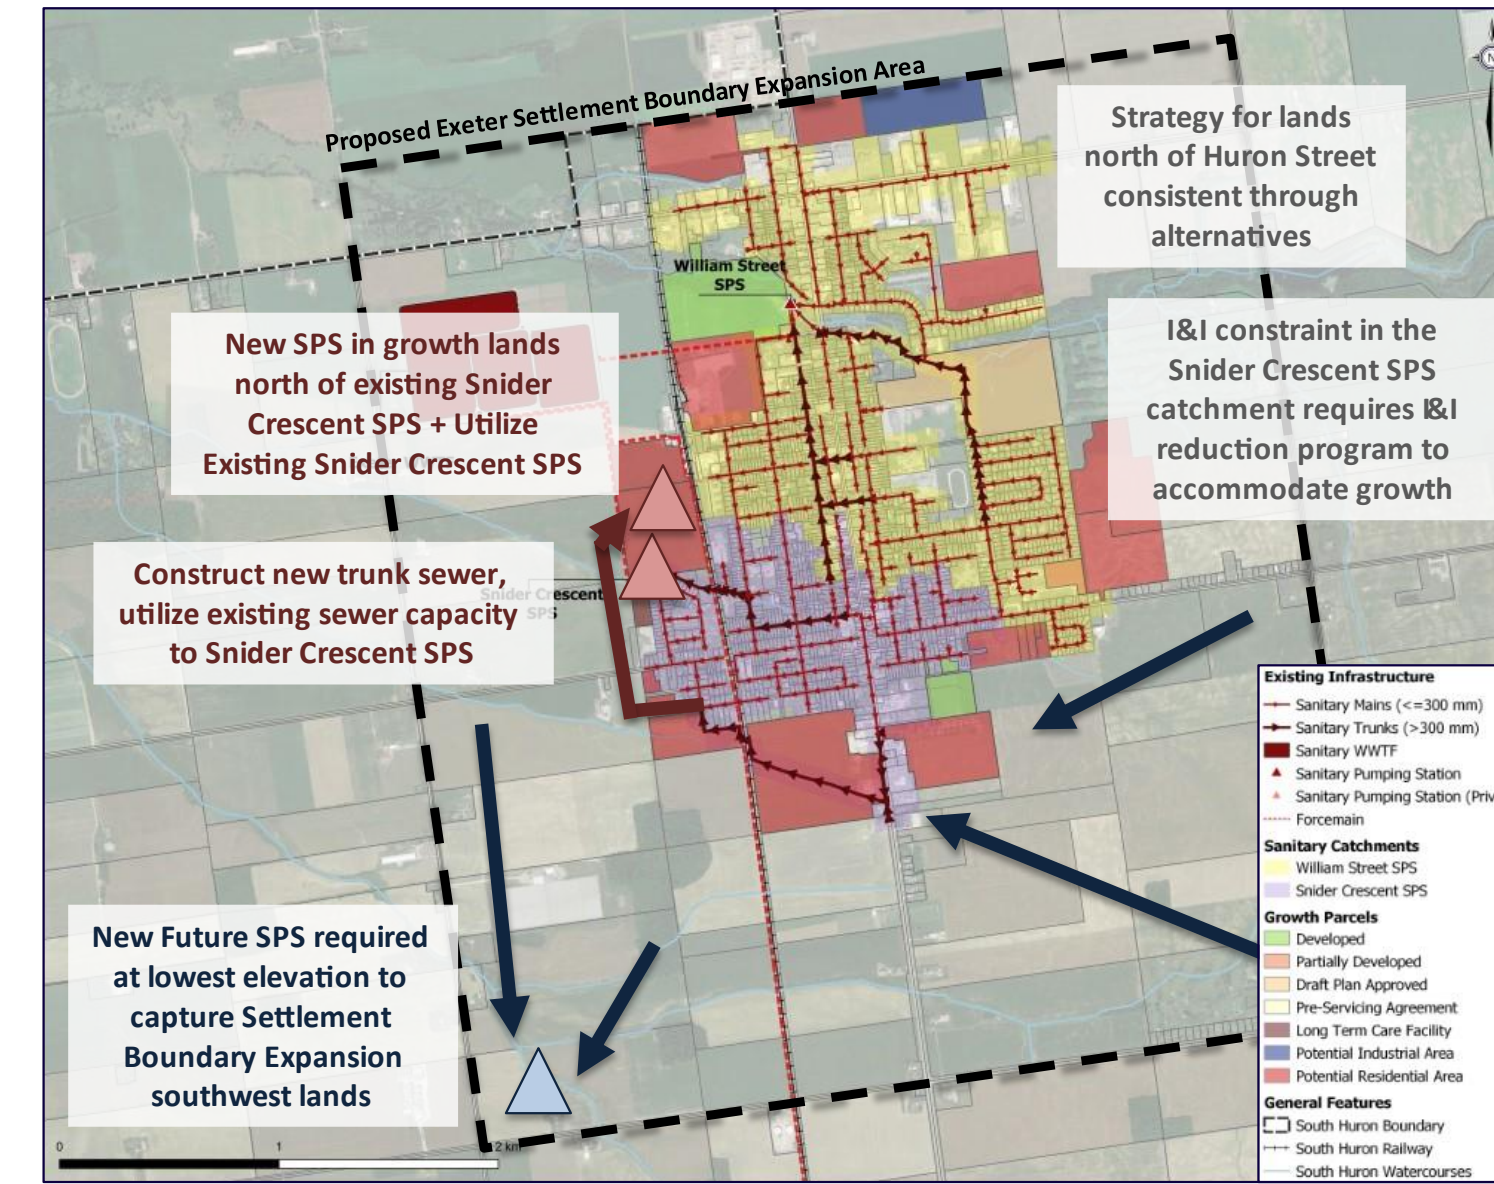 Proposed Exeter Settlement Boundary Expansion Area
Strategy for lands
north of Huron Street
consistent through
alternatives
William Street
SPS
I&I constraint in the
Snider Crescent SPS
catchment requires I&I
reduction program to
accommodate growth
New SPS in growth lands
north of existing Snider
Crescent SPS + Utilize
Existing Snider Crescent SPS
Construct new trunk sewer,
utilize existing sewer capacity
to Snider Crescent SPS
Snider Crescent
SPS
New Future SPS required
at lowest elevation to
capture Settlement
Boundary Expansion
southwest lands
0 1 2 km
N
Existing Infrastructure
Sanitary Mains (<=300 mm)
Sanitary Trunks (>300 mm)
Sanitary WWTF
Sanitary Pumping Station
Sanitary Pumping Station (Priv
Forcemain
Sanitary Catchments
William Street SPS
Snider Crescent SPS
Growth Parcels
Developed
Partially Developed
Draft Plan Approved
Pre-Servicing Agreement
Long Term Care Facility
Potential Industrial Area
Potential Residential Area
General Features
South Huron Boundary
South Huron Railway
South Huron Watercourses